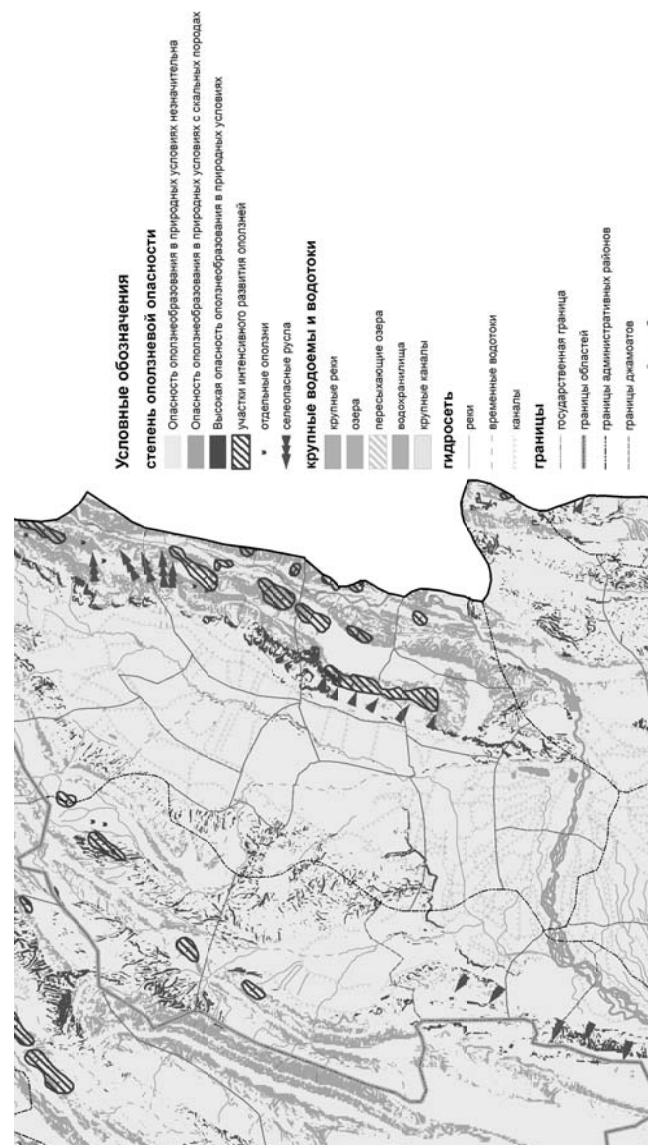 Условные обозначения
степень оползневой опасности
Опасность оползнеобразования в природных условиях незначительна
Опасность оползнеобразования в природных условиях с скальных породах
Высокая опасность оползнеобразования в природных условиях
участки интенсивного развития оползней
отдельные оползни
селеопасные русла
крупные водоемы и водотоки
крупные реки
озера
пересыхающие озера
водохранилища
крупные каналы
гидросеть
реки
временные водотоки
каналы
границы
государственная граница
границы областей
границы административных районов
границы джамоатов